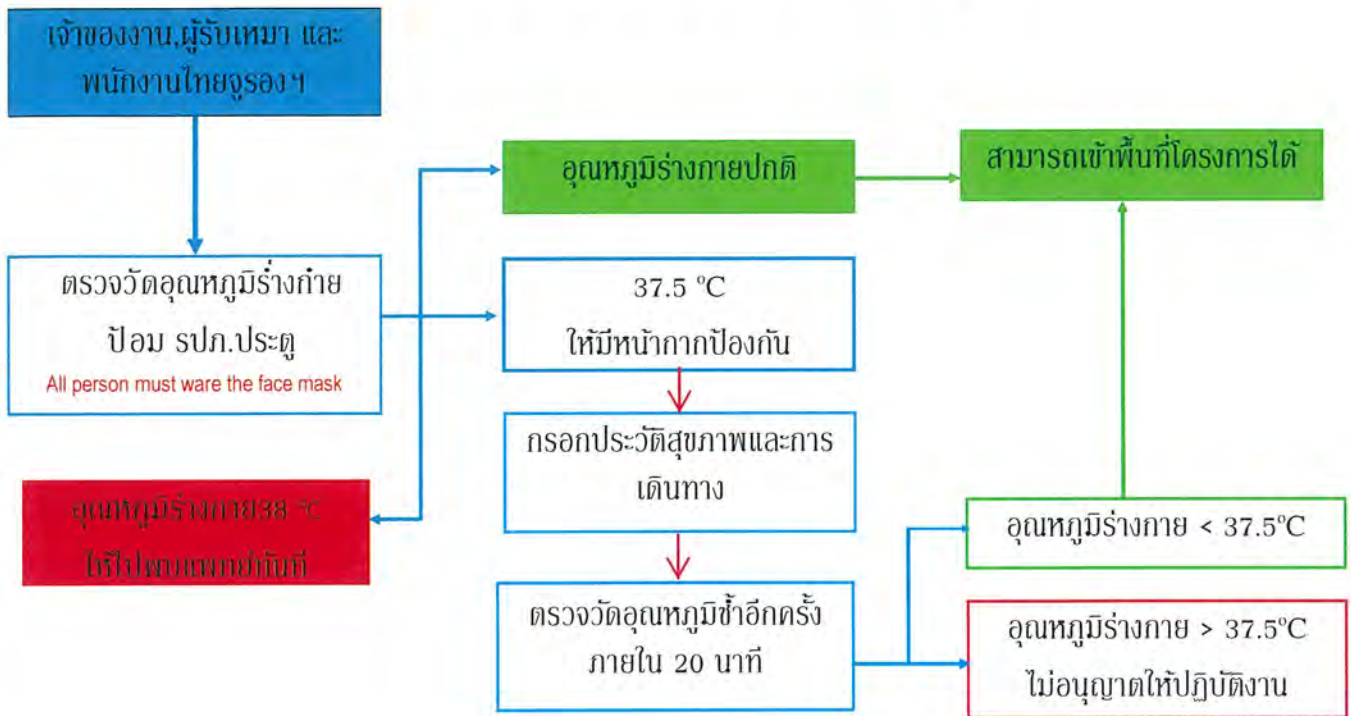 เจ้าของงาน,ผู้รับเหมา และ
พนักงานไทยจูรองฯ
อุณหภูมิร่างกายปกติ
สามารถเข้าพื้นที่โครงการได้
ตรวจวัดอุณหภูมิร่างกาย
ป้อม รปภ.ประตู
All person must ware the face mask
37.5 °C
ให้มีหน้ากากป้องกัน
กรอกประวัติสุขภาพและการ
เดินทาง
อุณหภูมิร่างกาย38 °C
ให้ไปพบแพทย์ทันที
ตรวจวัดอุณหภูมิซ้ำอีกครั้ง
ภายใน 20 นาที
อุณหภูมิร่างกาย < 37.5°C
อุณหภูมิร่างกาย > 37.5°C
ไม่อนุญาตให้ปฏิบัติงาน